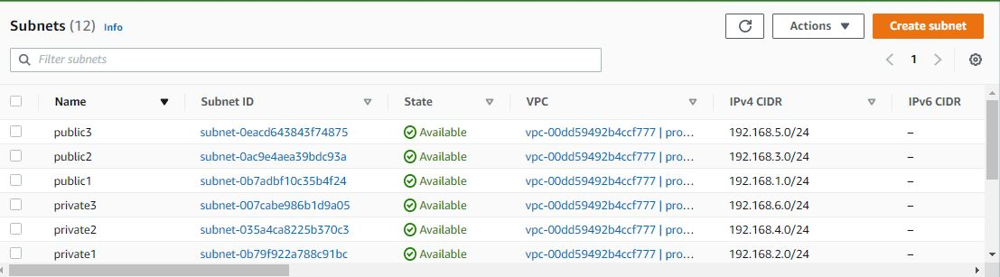 Subnets (12) Info Actions Create subnet
Filter subnets 1
Name Subnet ID State VPC IPv4 CIDR IPv6 CIDR
public3 subnet-0eacd643843f74875 Available vpc-00dd59492b4ccf777 | pro... 192.168.5.0/24 –
public2 subnet-0ac9e4aea39bdc93a Available vpc-00dd59492b4ccf777 | pro... 192.168.3.0/24 –
public1 subnet-0b7adbf10c35b4f24 Available vpc-00dd59492b4ccf777 | pro... 192.168.1.0/24 –
private3 subnet-007cabe986b1d9a05 Available vpc-00dd59492b4ccf777 | pro... 192.168.6.0/24 –
private2 subnet-035a4ca8225b370c3 Available vpc-00dd59492b4ccf777 | pro... 192.168.4.0/24 –
private1 subnet-0b79f922a788c91bc Available vpc-00dd59492b4ccf777 | pro... 192.168.2.0/24 –